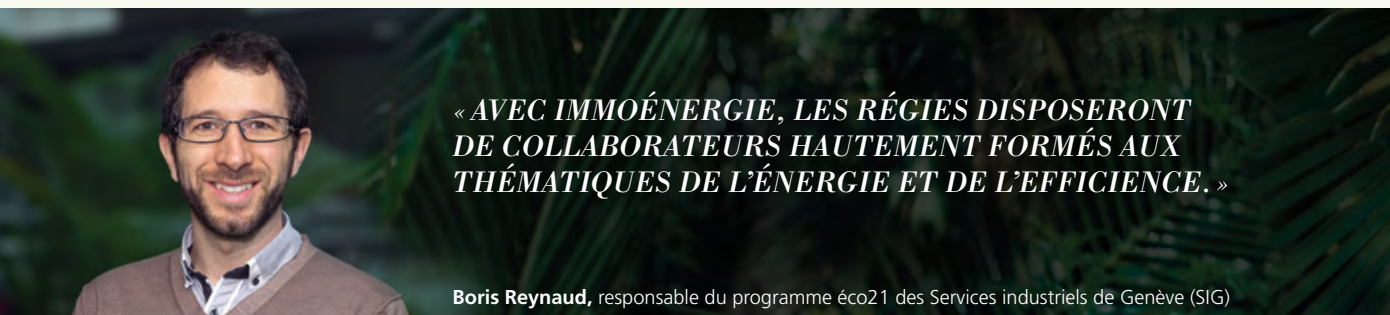 « AVEC IMMOÉNERGIE, LES RÉGIES DISPOSERONT
DE COLLABORATEURS HAUTEMENT FORMÉS AUX
THÉMATIQUES DE L’ÉNERGIE ET DE L’EFFICIENCE. »
Boris Reynaud, responsable du programme éco21 des Services industriels de Genève (SIG)